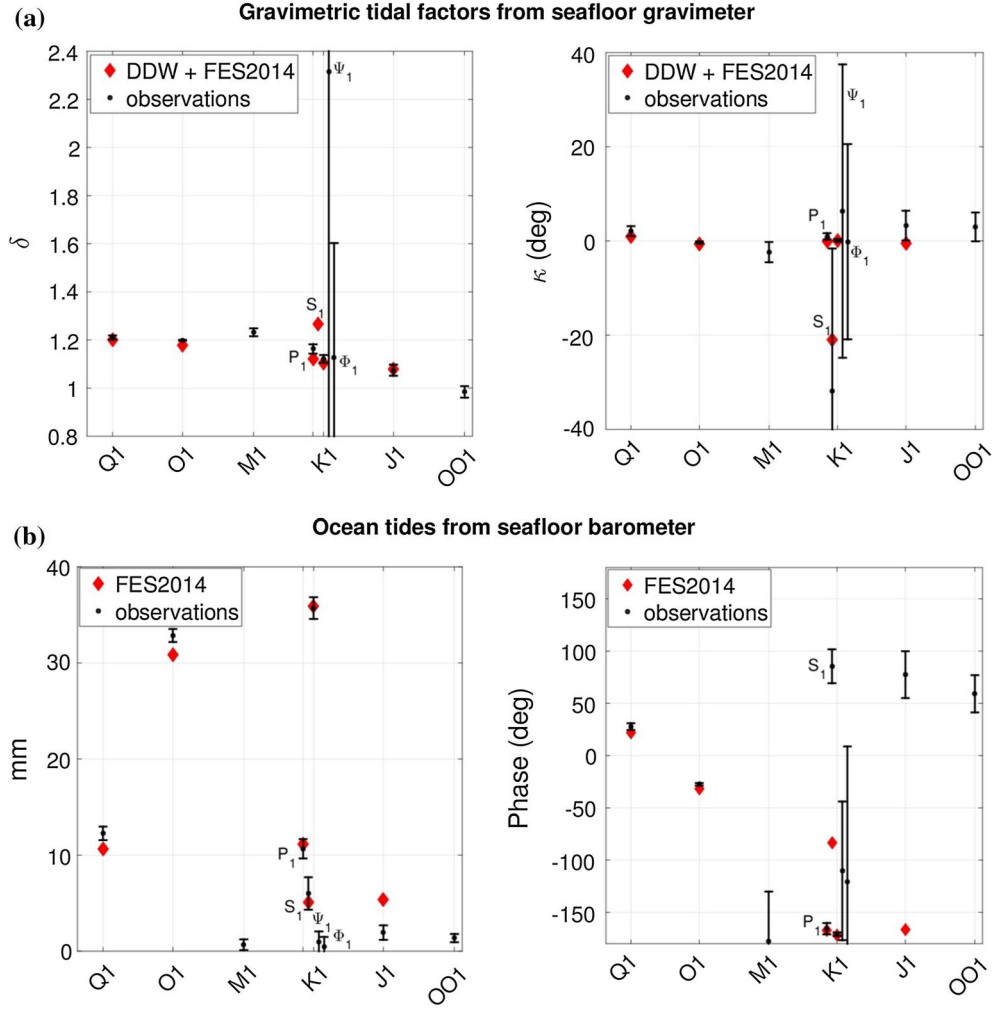 (a)
Gravimetric tidal factors from seafloor gravimeter
2.4
2.2
2
1.8
1.6
1.4
1.2
1
0.8
δ
DDW + FES2014
observations
Ψ1
S1
P1
Φ1
Q1
O1
M1
K1
J1
OO1
40
20
0
-20
-40
κ (deg)
DDW + FES2014
observations
Ψ1
P1
Φ1
S1
Q1
O1
M1
K1
J1
OO1
(b)
Ocean tides from seafloor barometer
40
30
20
10
0
mm
FES2014
observations
P1
S1
Ψ1
Φ1
Q1
O1
M1
K1
J1
OO1
150
100
50
0
-50
-100
-150
Phase (deg)
FES2014
observations
S1
P1
Q1
O1
M1
K1
J1
OO1